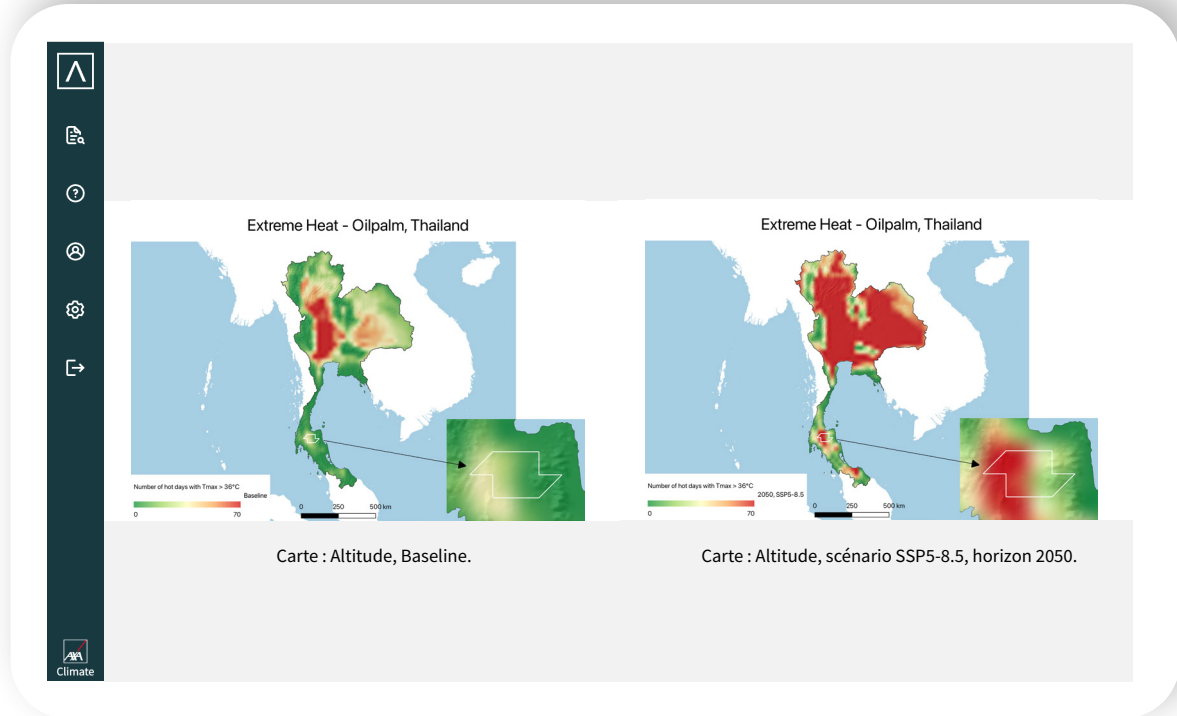 Extreme Heat - Oilpalm, Thailand
Number of hot days with Tmax > 36°C
Baseline
0
70
0 250 500 km
Carte : Altitude, Baseline.
Extreme Heat - Oilpalm, Thailand
Number of hot days with Tmax > 36°C
2050, SSP5-8.5
0
70
0 250 500 km
Carte : Altitude, scénario SSP5-8.5, horizon 2050.
AXA
Climate